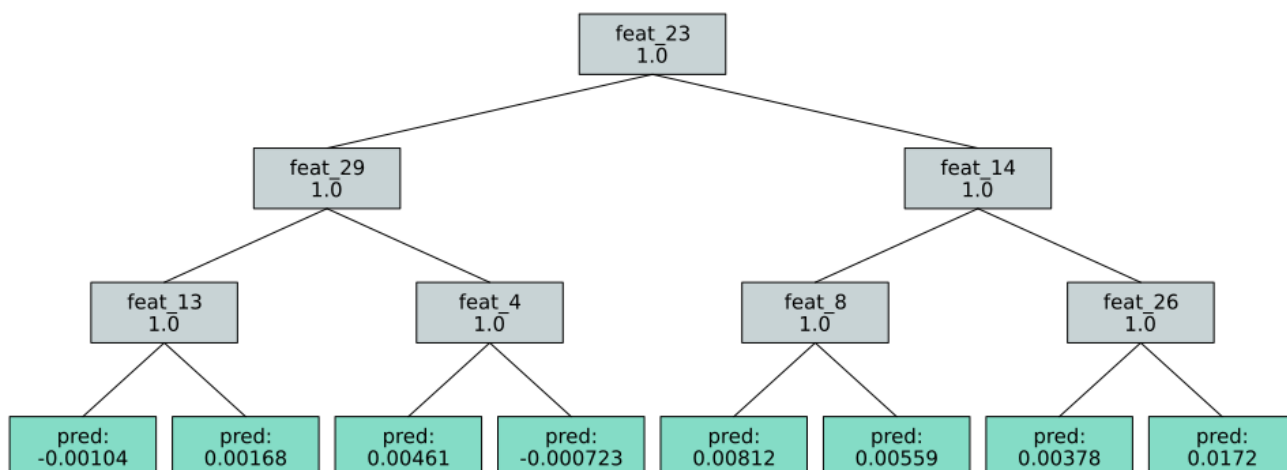 feat_23
1.0
feat_29
1.0
feat_14
1.0
feat_13
1.0
feat_4
1.0
feat_8
1.0
feat_26
1.0
pred:
-0.00104
pred:
0.00168
pred:
0.00461
pred:
-0.000723
pred:
0.00812
pred:
0.00559
pred:
0.00378
pred:
0.0172